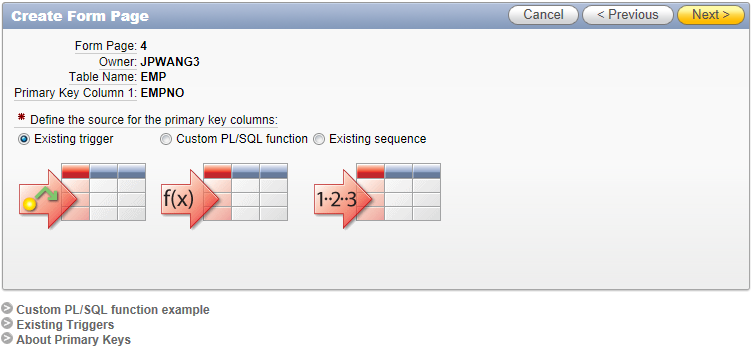 Create Form Page
Cancel
< Previous
Next >
Form Page: 4
Owner: JPWANG3
Table Name: EMP
Primary Key Column 1: EMPNO
* Define the source for the primary key columns:
Existing trigger
Custom PL/SQL function
Existing sequence
f(x)
1·2··3
Custom PL/SQL function example
Existing Triggers
About Primary Keys